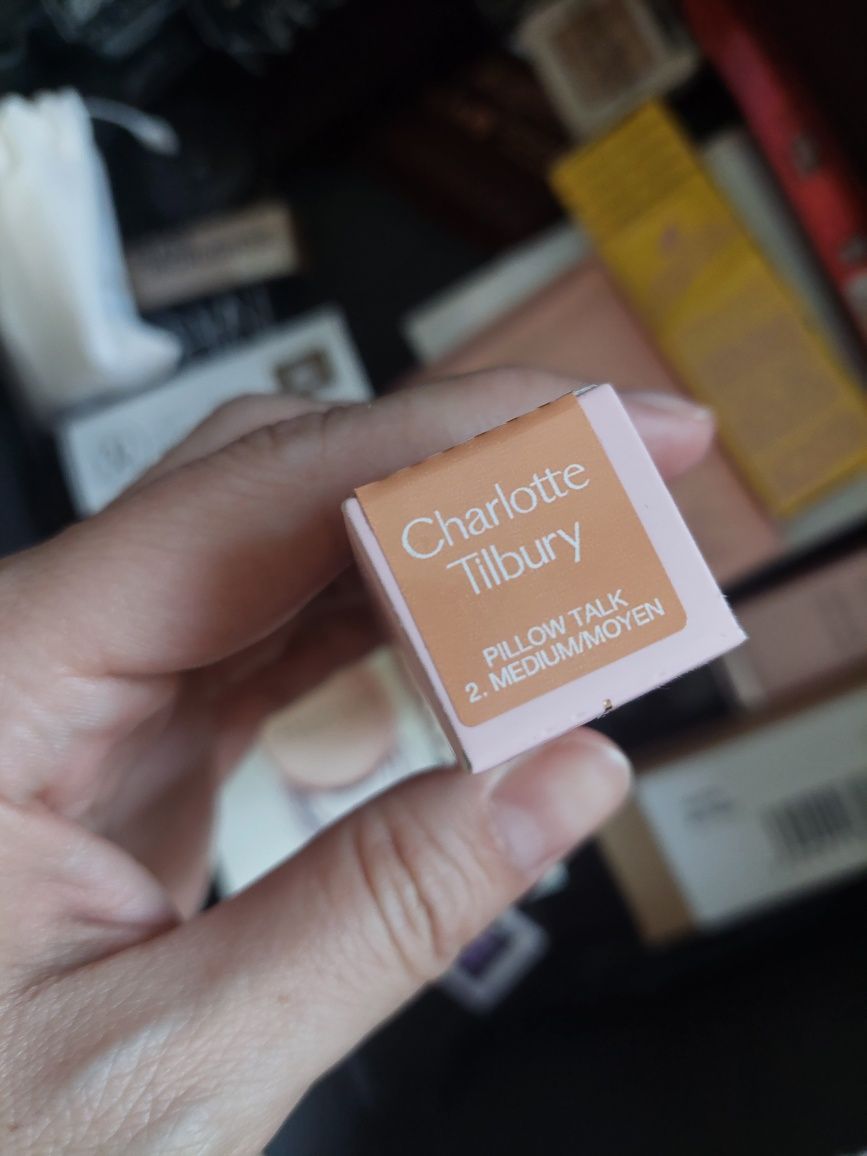 Charlotte
Tilbury
PILLOW TALK
2. MEDIUM/MOYEN